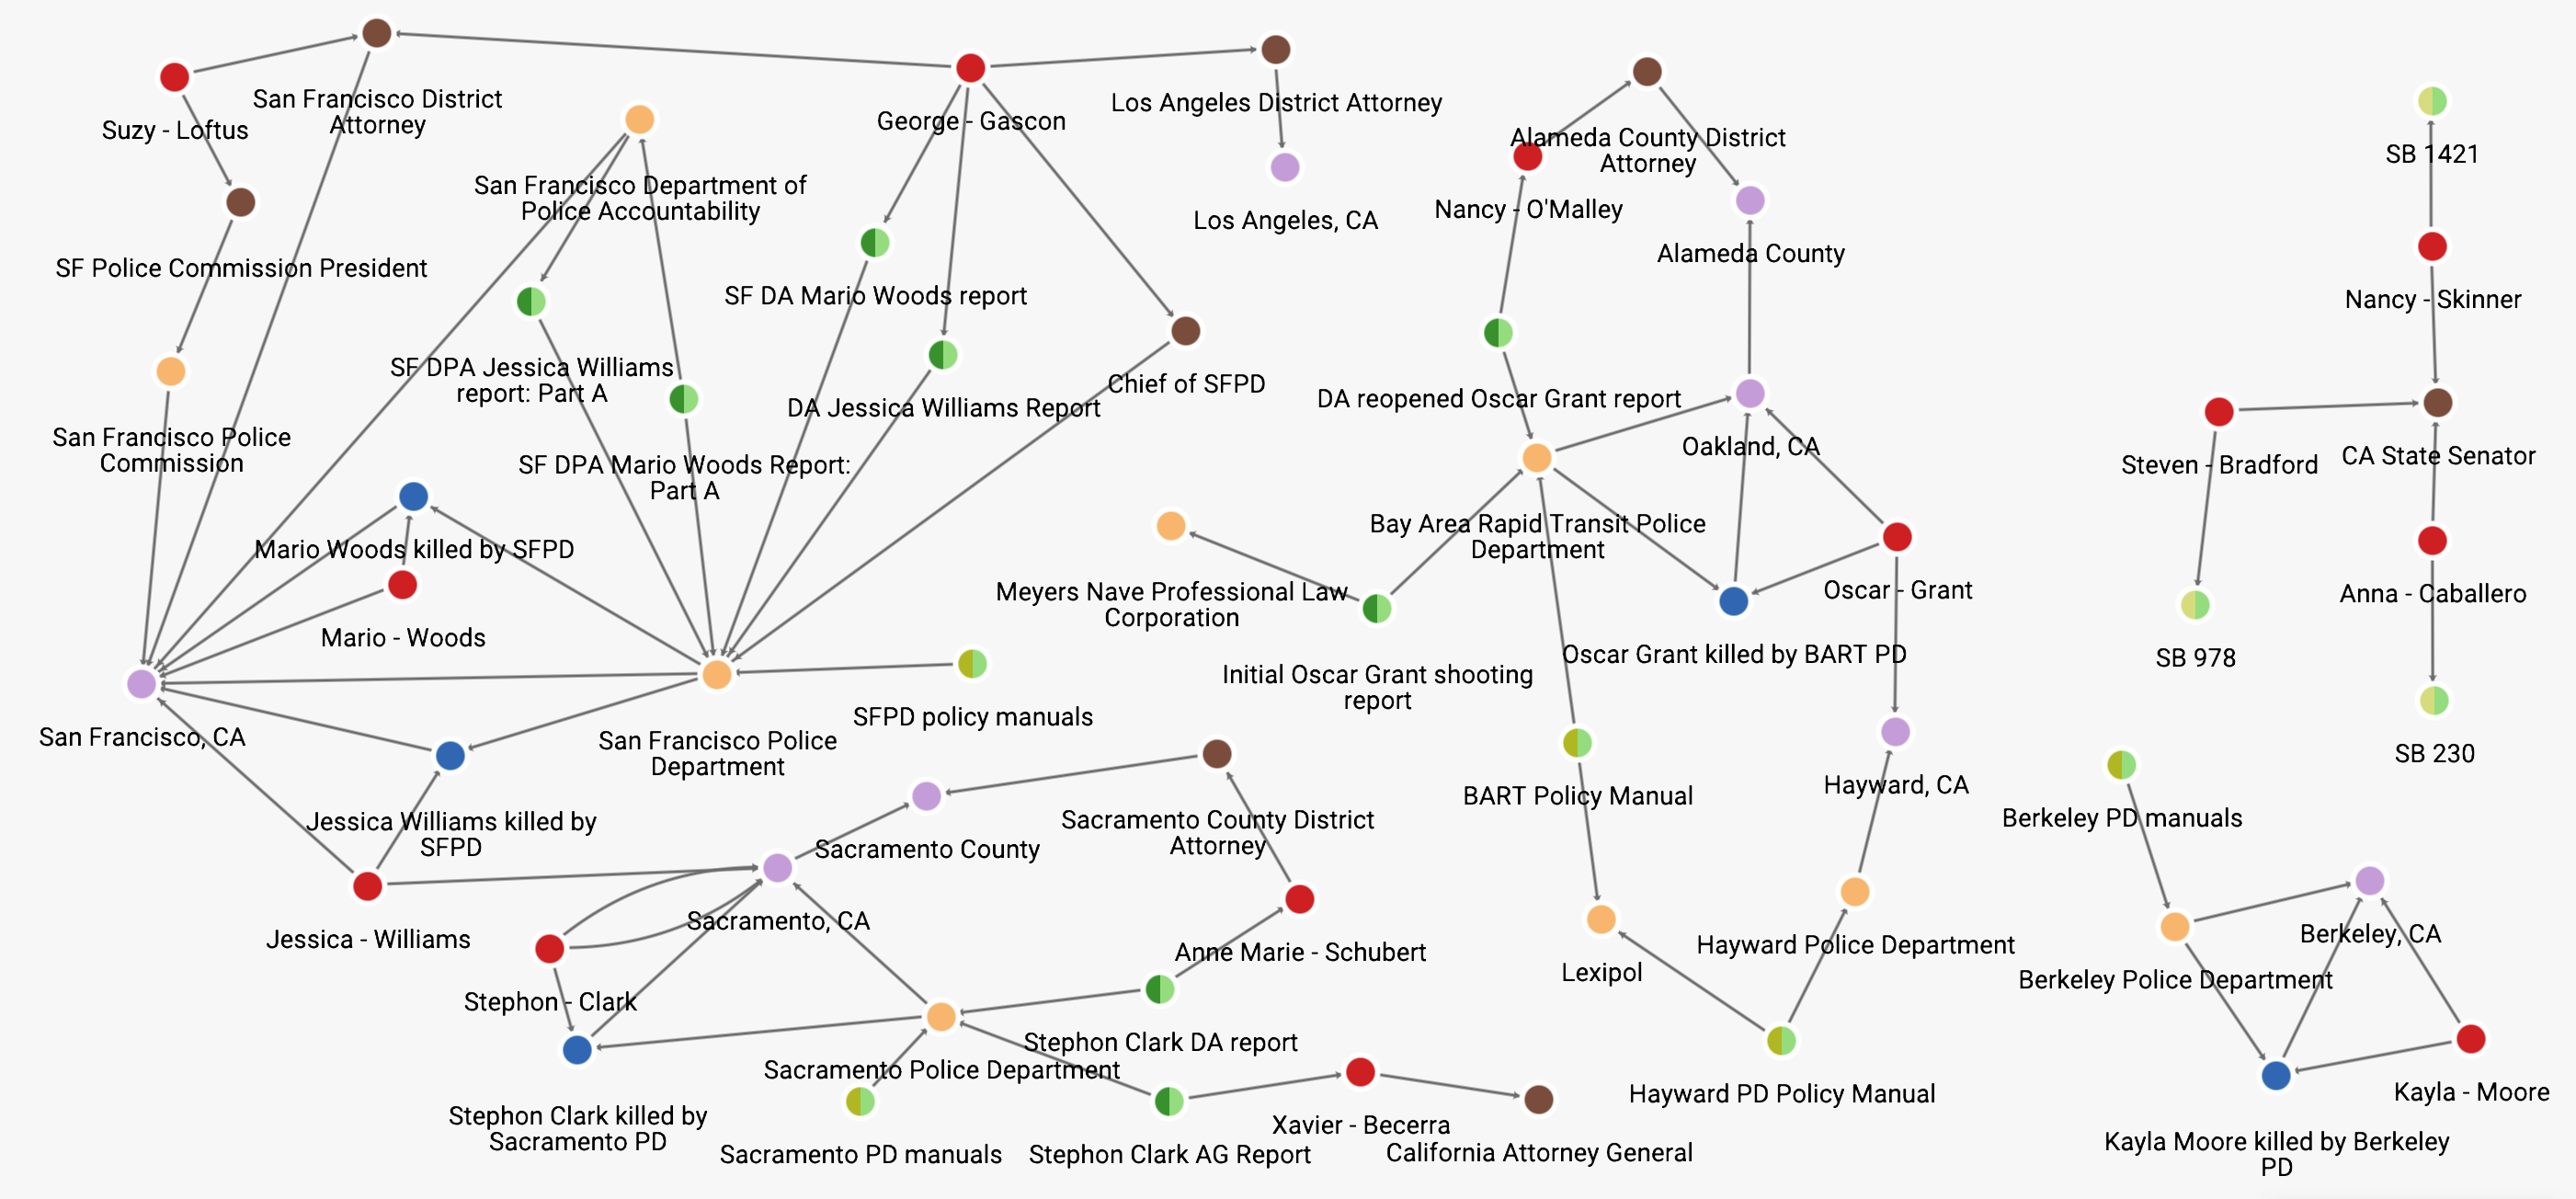 San Francisco District
Attorney
Suzy - Loftus
George - Gascon
Los Angeles District Attorney
Alameda County District
Attorney
SB 1421
San Francisco Department of
Police Accountability
Nancy - O'Malley
Los Angeles, CA
Alameda County
SF Police Commission President
SF DA Mario Woods report
Nancy - Skinner
SF DPA Jessica Williams
report: Part A
Chief of SFPD
DA Jessica Williams Report
DA reopened Oscar Grant report
San Francisco Police
Commission
SF DPA Mario Woods Report:
Part A
Oakland, CA
Steven - Bradford
CA State Senator
Mario Woods killed by SFPD
Bay Area Rapid Transit Police
Department
Meyers Nave Professional Law
Corporation
Oscar - Grant
Anna - Caballero
Mario - Woods
Initial Oscar Grant shooting
report
Oscar Grant killed by BART PD
SB 978
San Francisco, CA
San Francisco Police
Department
SFPD policy manuals
SB 230
BART Policy Manual
Hayward, CA
Berkeley PD manuals
Jessica Williams killed by
SFPD
Sacramento County
Sacramento County District
Attorney
Jessica - Williams
Sacramento, CA
Anne Marie - Schubert
Lexipol
Hayward Police Department
Berkeley, CA
Berkeley Police Department
Stephon - Clark
Stephon Clark DA report
Sacramento Police Department
Stephon Clark killed by
Sacramento PD
Sacramento PD manuals
Stephon Clark AG Report
Xavier - Becerra
California Attorney General
Hayward PD Policy Manual
Kayla - Moore
Kayla Moore killed by Berkeley
PD